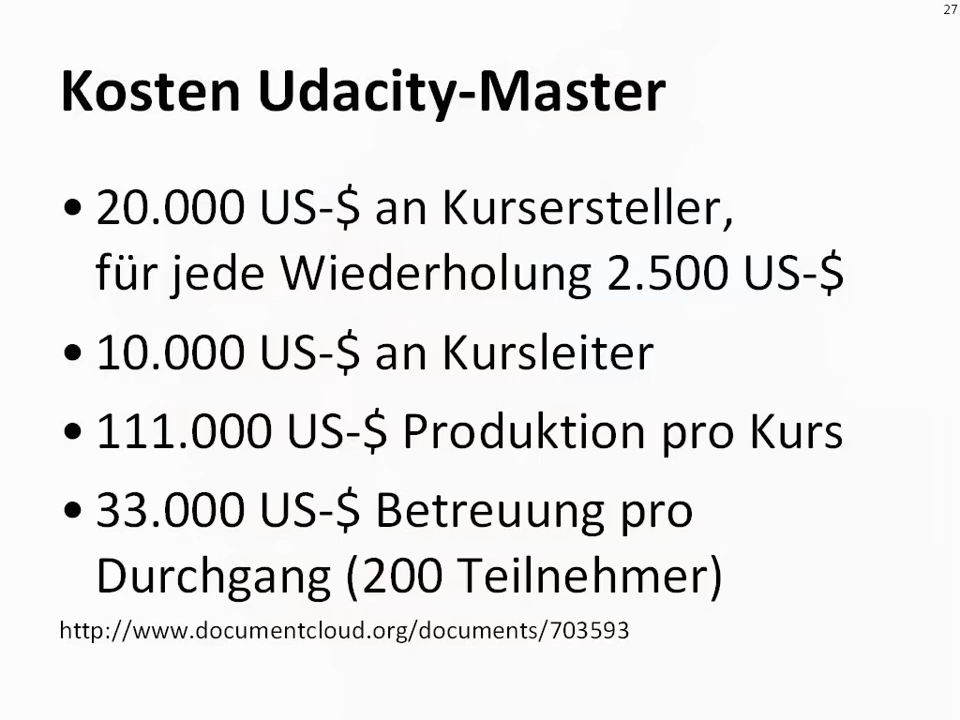 27
Kosten Udacity-Master
• 20.000 US-$ an Kursersteller,
für jede Wiederholung 2.500 US-$
• 10.000 US-$ an Kursleiter
• 111.000 US-$ Produktion pro Kurs
• 33.000 US-$ Betreuung pro
Durchgang (200 Teilnehmer)
http://www.documentcloud.org/documents/703593